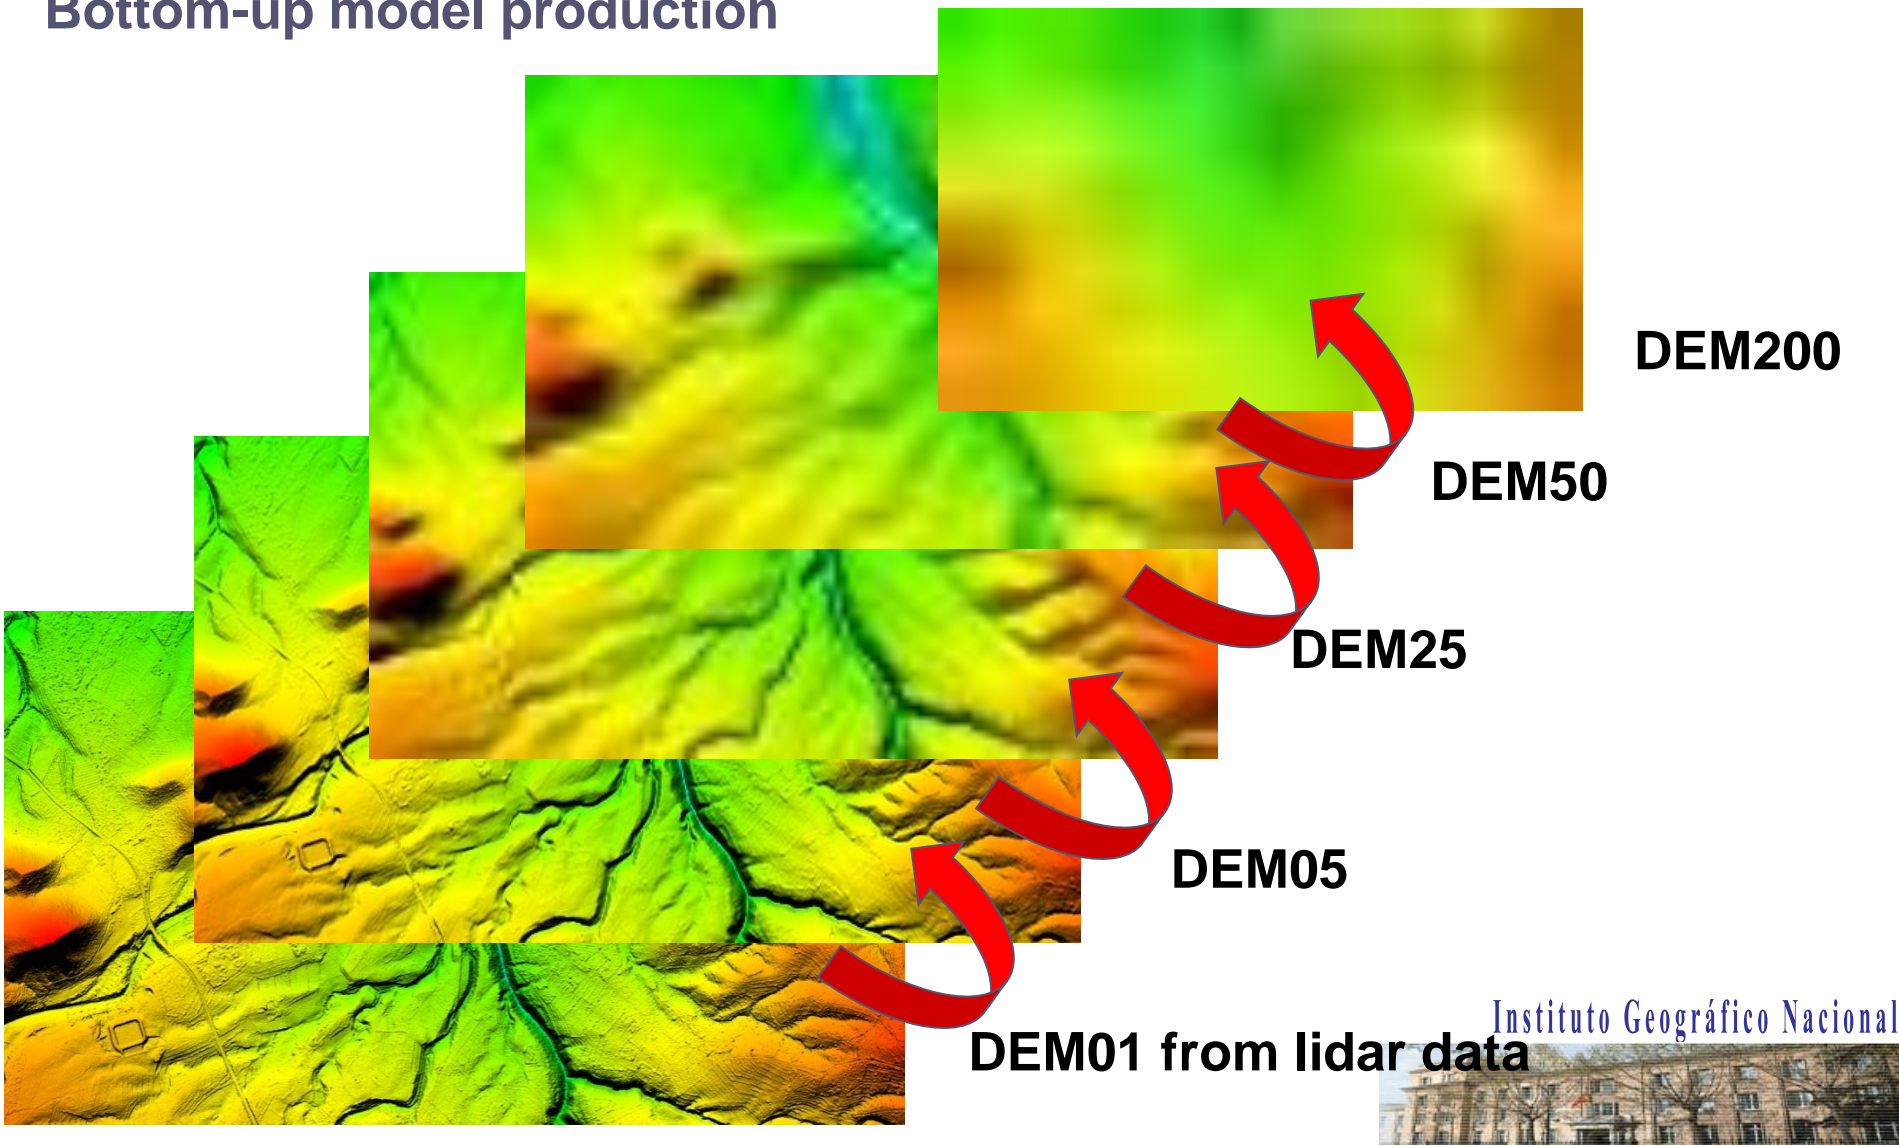 Bottom-up model production
DEM200
DEM50
DEM25
DEM05
Instituto Geográfico Nacional
DEM01 from lidar data